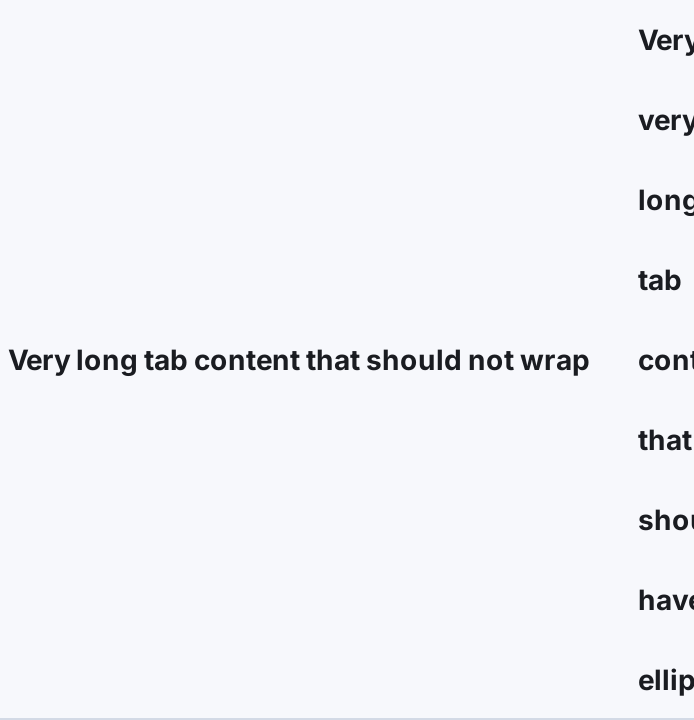 Very long tab content that should not wrap
Very
very
long
tab
cont
that
shou
have
ellip